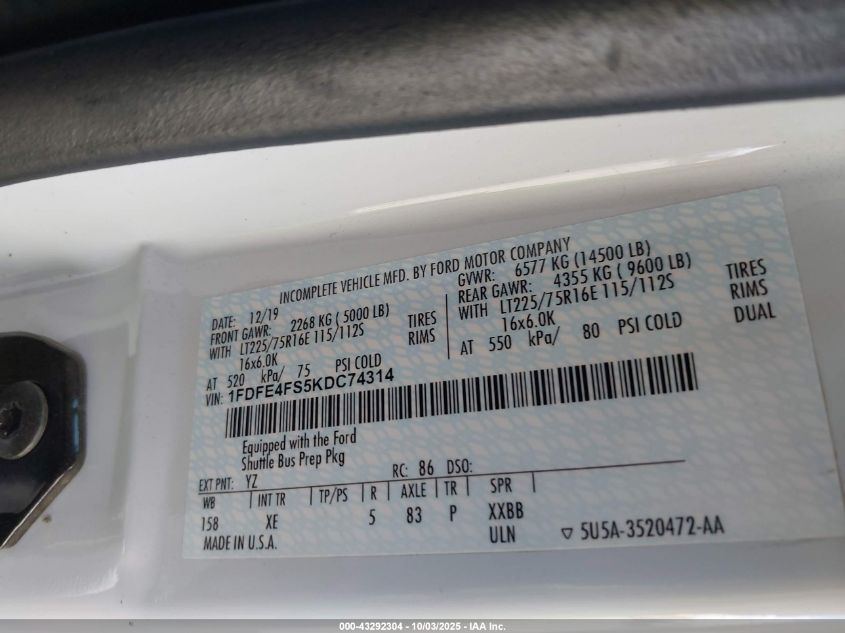 INCOMPLETE VEHICLE MFD. BY FORD MOTOR COMPANY
DATE: 12/19 GVWR: 6577 KG (14500 LB)
FRONT GAWR: 2268 KG ( 5000 LB) REAR GAWR: 4355 KG ( 9600 LB)
WITH LT225/75R16E 115/112S TIRES WITH LT225/75R16E 115/112S TIRES
16x6.0K RIMS 16x6.0K RIMS
AT 520 kPa/ 75 PSI COLD AT 550 kPa/ 80 PSI COLD DUAL
VIN: 1FDFE4FS5KDC74314
Equipped with the Ford
Shuttle Bus Prep Pkg
EXT PNT: YZ RC: 86 DSO:
WB INT TR TP/PS R AXLE TR SPR
158 XE 5 83 P XXBB
MADE IN U.S.A. ULN 5U5A-3520472-AA
000-43292304 - 10/03/2025 - IAA Inc.